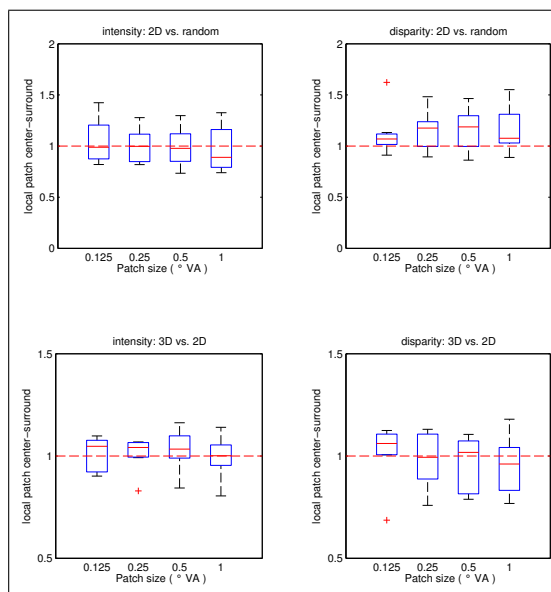 intensity: 2D vs. random
2
1.5
1
0.5
0
local patch center−surround
0.125 0.25 0.5 1
Patch size ( ° VA )
disparity: 2D vs. random
2
1.5
1
0.5
0
local patch center−surround
0.125 0.25 0.5 1
Patch size ( ° VA )
intensity: 3D vs. 2D
1.5
1
0.5
local patch center−surround
0.125 0.25 0.5 1
Patch size ( ° VA )
disparity: 3D vs. 2D
1.5
1
0.5
local patch center−surround
0.125 0.25 0.5 1
Patch size ( ° VA )